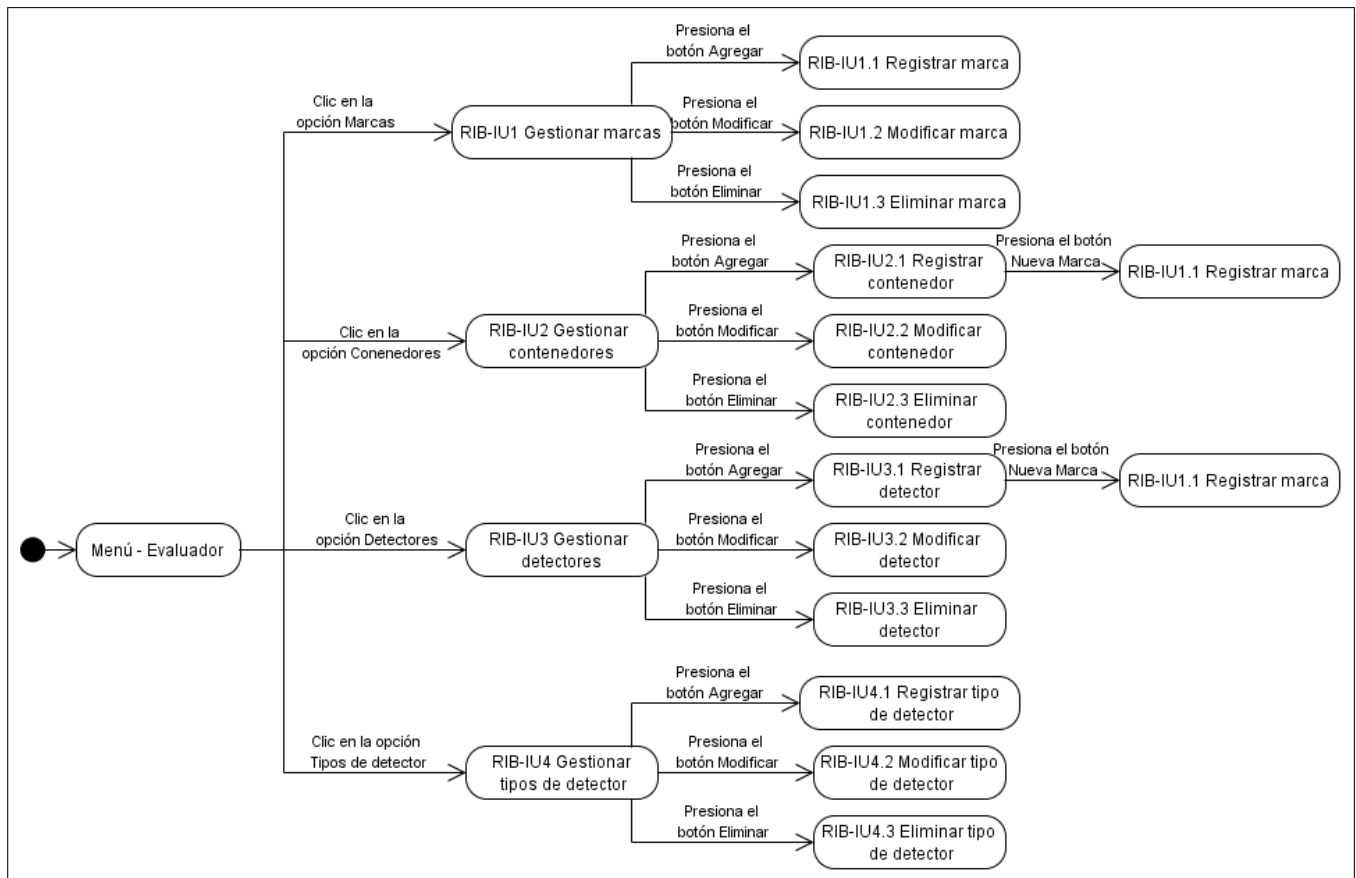 Presiona el
botón Agregar
RIB-IU1.1 Registrar marca
Clic en la
opción Marcas
RIB-IU1 Gestionar marcas
Presiona el
botón Modificar
RIB-IU1.2 Modificar marca
Presiona el
botón Eliminar
RIB-IU1.3 Eliminar marca
Presiona el
botón Agregar
RIB-IU2.1 Registrar
contenedor
Presiona el botón
Nueva Marca
RIB-IU1.1 Registrar marca
Clic en la
opción Conenedores
RIB-IU2 Gestionar
contenedores
Presiona el
botón Modificar
RIB-IU2.2 Modificar
contenedor
Presiona el
botón Eliminar
RIB-IU2.3 Eliminar
contenedor
Presiona el
botón Agregar
RIB-IU3.1 Registrar
detector
Presiona el botón
Nueva Marca
RIB-IU1.1 Registrar marca
Menú - Evaluador
Clic en la
opción Detectores
RIB-IU3 Gestionar
detectores
Presiona el
botón Modificar
RIB-IU3.2 Modificar
detector
Presiona el
botón Eliminar
RIB-IU3.3 Eliminar
detector
Presiona el
botón Agregar
RIB-IU4.1 Registrar tipo
de detector
Clic en la opción
Tipos de detector
RIB-IU4 Gestionar
tipos de detector
Presiona el
botón Modificar
RIB-IU4.2 Modificar tipo
de detector
Presiona el
botón Eliminar
RIB-IU4.3 Eliminar tipo
de detector